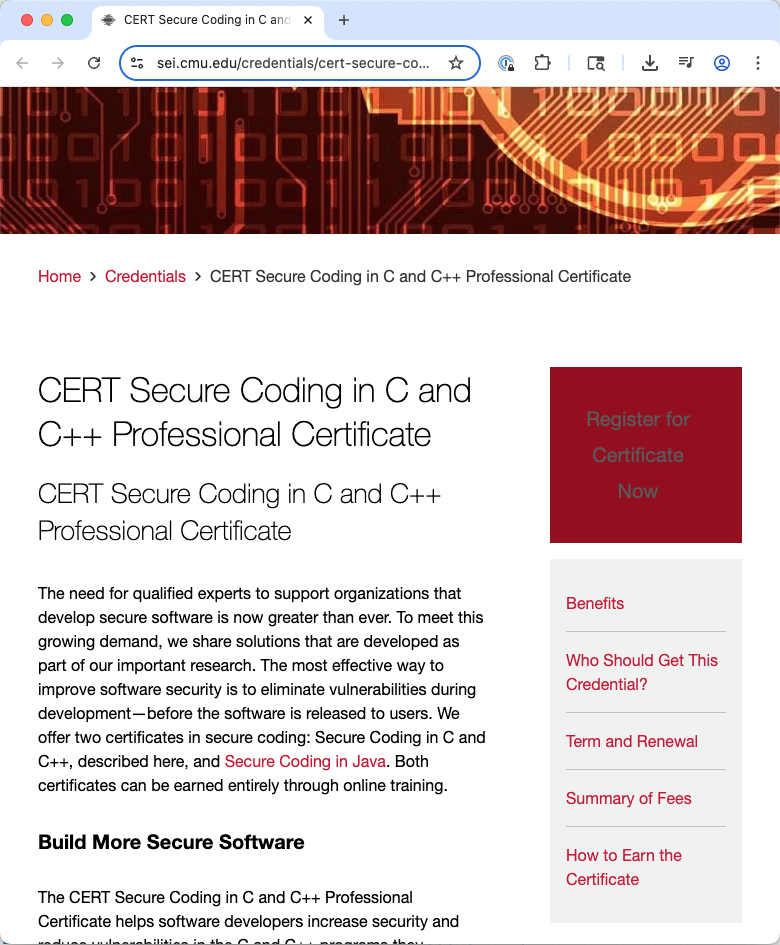 CERT Secure Coding in C and
sei.cmu.edu/credentials/cert-secure-co...
Home > Credentials > CERT Secure Coding in C and C++ Professional Certificate
CERT Secure Coding in C and
C++ Professional Certificate
CERT Secure Coding in C and C++
Professional Certificate
The need for qualified experts to support organizations that
develop secure software is now greater than ever. To meet this
growing demand, we share solutions that are developed as
part of our important research. The most effective way to
improve software security is to eliminate vulnerabilities during
development—before the software is released to users. We
offer two certificates in secure coding: Secure Coding in C and
C++, described here, and Secure Coding in Java. Both
certificates can be earned entirely through online training.
Build More Secure Software
The CERT Secure Coding in C and C++ Professional
Certificate helps software developers increase security and
reduce vulnerabilities in the C and C++ programs they
Register for
Certificate
Now
Benefits
Who Should Get This
Credential?
Term and Renewal
Summary of Fees
How to Earn the
Certificate